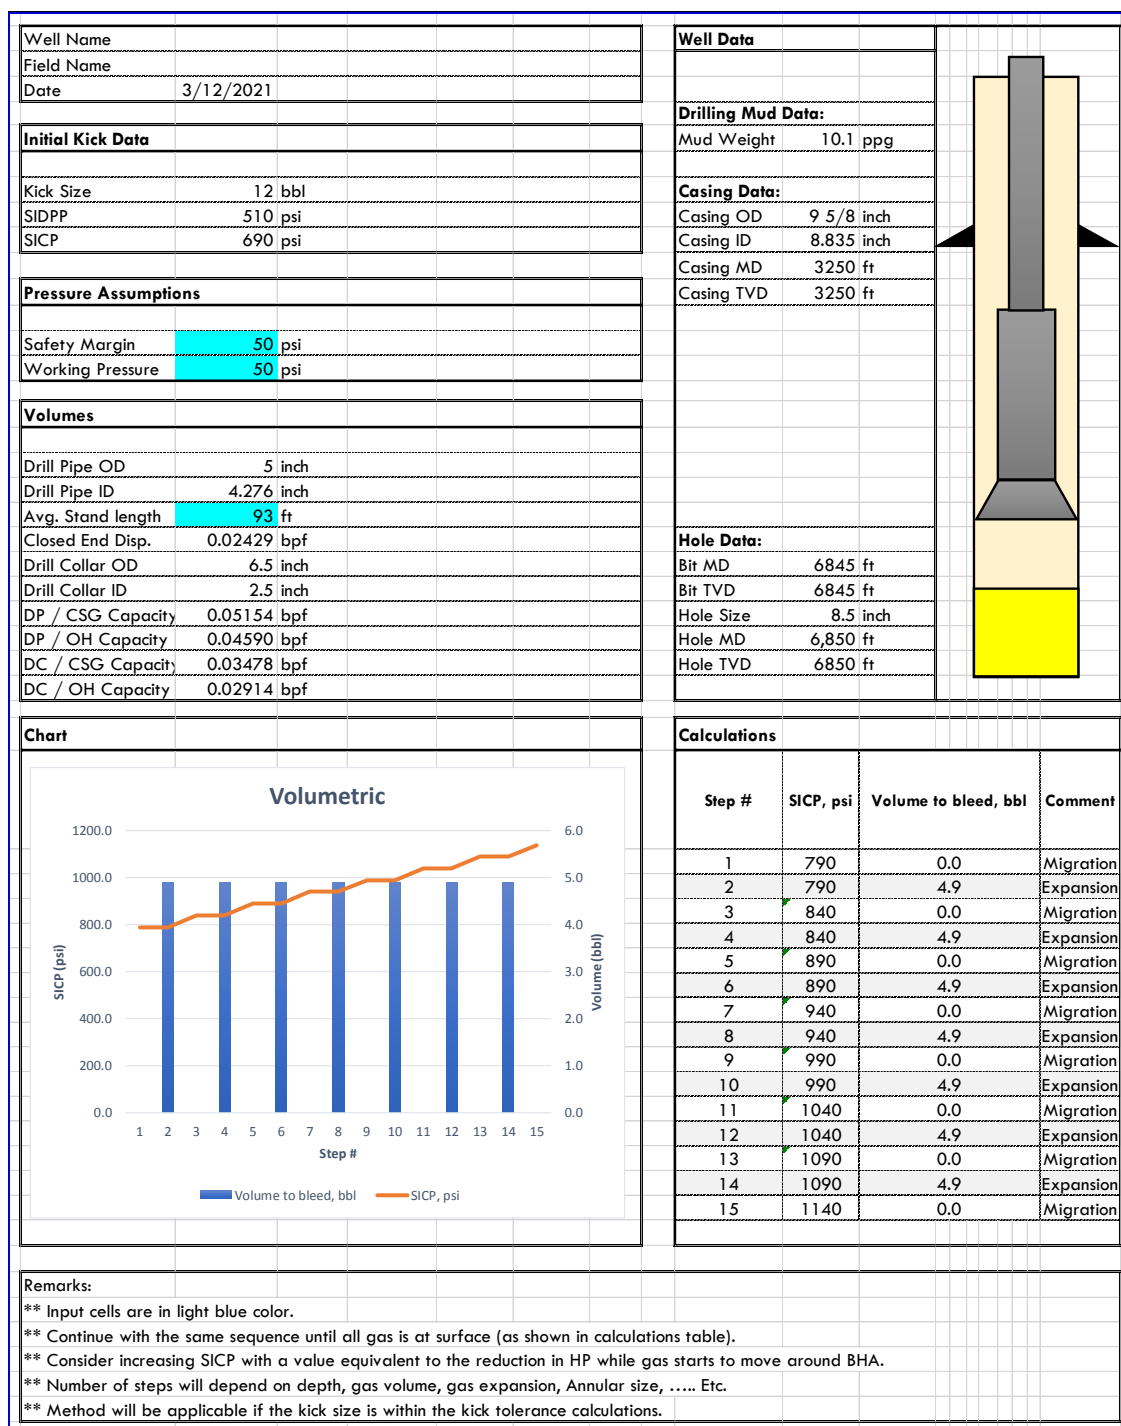 Well Name
Field Name
Date 3/12/2021
Initial Kick Data
Kick Size 12 bbl
SIDPP 510 psi
SICP 690 psi
Pressure Assumptions
Safety Margin 50 psi
Working Pressure 50 psi
Volumes
Drill Pipe OD 5 inch
Drill Pipe ID 4.276 inch
Avg. Stand length 93 ft
Closed End Disp. 0.02429 bpf
Drill Collar OD 6.5 inch
Drill Collar ID 2.5 inch
DP / CSG Capacity 0.05154 bpf
DP / OH Capacity 0.04590 bpf
DC / CSG Capacity 0.03478 bpf
DC / OH Capacity 0.02914 bpf
Well Data
Drilling Mud Data:
Mud Weight 10.1 ppg
Casing Data:
Casing OD 9 5/8 inch
Casing ID 8.835 inch
Casing MD 3250 ft
Casing TVD 3250 ft
Hole Data:
Bit MD 6845 ft
Bit TVD 6845 ft
Hole Size 8.5 inch
Hole MD 6,850 ft
Hole TVD 6850 ft
Chart
Volumetric
1200.0 6.0
1000.0 5.0
800.0 4.0
600.0 3.0
400.0 2.0
200.0 1.0
0.0 0.0
SICP (psi)
Volume (bbl)
1 2 3 4 5 6 7 8 9 10 11 12 13 14 15
Step #
Volume to bleed, bbl SICP, psi
Calculations
Step # SICP, psi Volume to bleed, bbl Comment
1 790 0.0 Migration
2 790 4.9 Expansion
3 840 0.0 Migration
4 840 4.9 Expansion
5 890 0.0 Migration
6 890 4.9 Expansion
7 940 0.0 Migration
8 940 4.9 Expansion
9 990 0.0 Migration
10 990 4.9 Expansion
11 1040 0.0 Migration
12 1040 4.9 Expansion
13 1090 0.0 Migration
14 1090 4.9 Expansion
15 1140 0.0 Migration
Remarks:
** Input cells are in light blue color.
** Continue with the same sequence until all gas is at surface (as shown in calculations table).
** Consider increasing SICP with a value equivalent to the reduction in HP while gas starts to move around BHA.
** Number of steps will depend on depth, gas volume, gas expansion, Annular size, ..... Etc.
** Method will be applicable if the kick size is within the kick tolerance calculations.